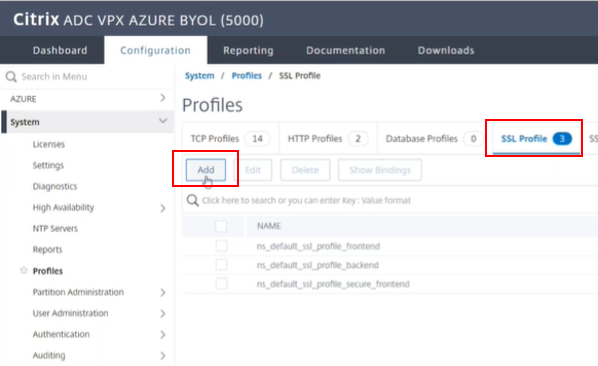 Citrix ADC VPX AZURE BYOL (5000)
Dashboard Configuration Reporting Documentation Downloads
Search in Menu
AZURE
System
Licenses
Settings
Diagnostics
High Availability
NTP Servers
Reports
Profiles
Partition Administration
User Administration
Authentication
Auditing
System / Profiles / SSL Profile
Profiles
TCP Profiles 14 HTTP Profiles 2 Database Profiles 0 SSL Profile 3 SS
Add Edit Delete Show Bindings
Click here to search or you can enter Key : Value format
NAME
ns_default_ssl_profile_frontend
ns_default_ssl_profile_backend
ns_default_ssl_profile_secure_frontend